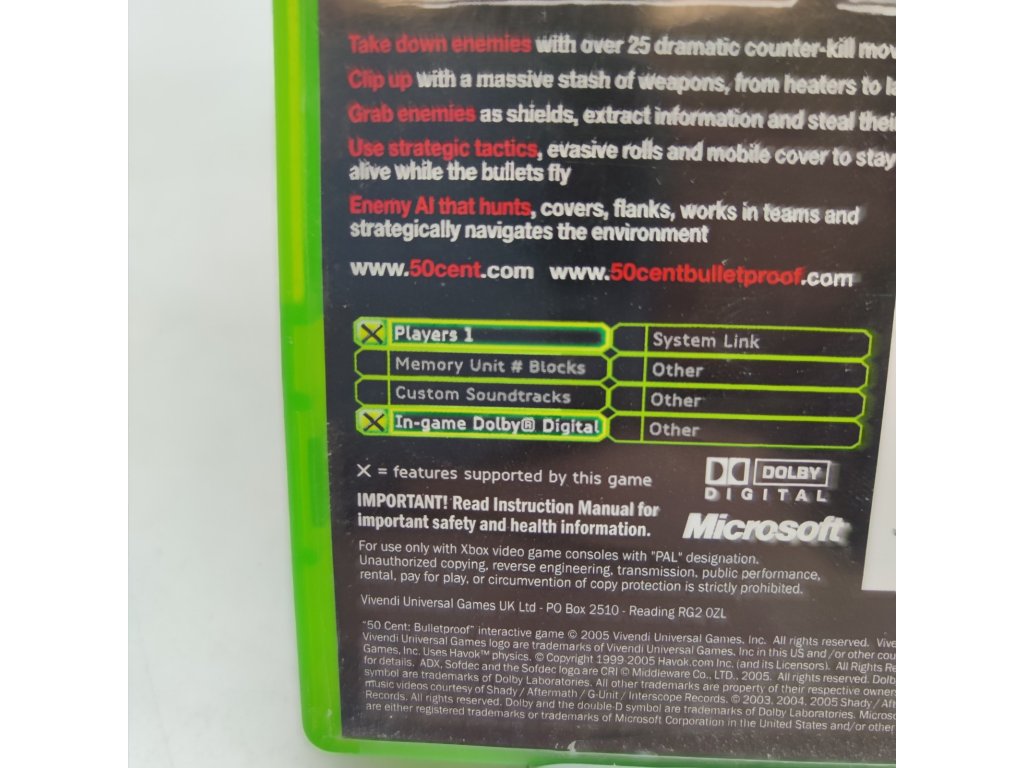 Take down enemies with over 25 dramatic counter-kill
Clip up with a massive stash of weapons, from heaters to
Grab enemies as shields, extract information and steal their
Use strategic tactics, evasive rolls and mobile cover to stay
alive while the bullets fly
Enemy AI that hunts, covers, flanks, works in teams and
strategically navigates the environment
www.50cent.com www.50centbulletproof.com
X Players 1 System Link
Memory Unit # Blocks Other
Custom Soundtracks Other
X In-game Dolby® Digital Other
X = features supported by this game
DOLBY
DIGITAL
IMPORTANT! Read Instruction Manual for
important safety and health information.
Microsoft
For use only with Xbox video game consoles with "PAL" designation.
Unauthorized copying, reverse engineering, transmission, public performance,
rental, pay for play, or circumvention of copy protection is strictly prohibited.
Vivendi Universal Games UK Ltd - PO Box 2510 - Reading RG2 0ZL
"50 Cent: Bulletproof" interactive game © 2005 Vivendi Universal Games, Inc. All rights reserved.
Vivendi Universal Games logo are trademarks of Vivendi Universal Games, Inc in this US and/or other
Games, Inc. Uses Havok™ physics. © Copyright 1999-2005 Havok.com Inc. (and its Licensors). All Rights
for details. ADX, Sofdec and the Sofdec logo are CRI © Middleware Co., LTD., 2005. All rights reserved.
symbol are trademarks of Dolby Laboratories. All other trademarks are property of their respective
music videos courtesy of Shady / Aftermath / G-Unit / Interscope Records. © 2003, 2004, 2005 Shady /
Records. All rights reserved. Dolby and the double-D symbol are trademarks of Dolby Laboratories.
are either registered trademarks or trademarks of Microsoft Corporation in the United States and/or other